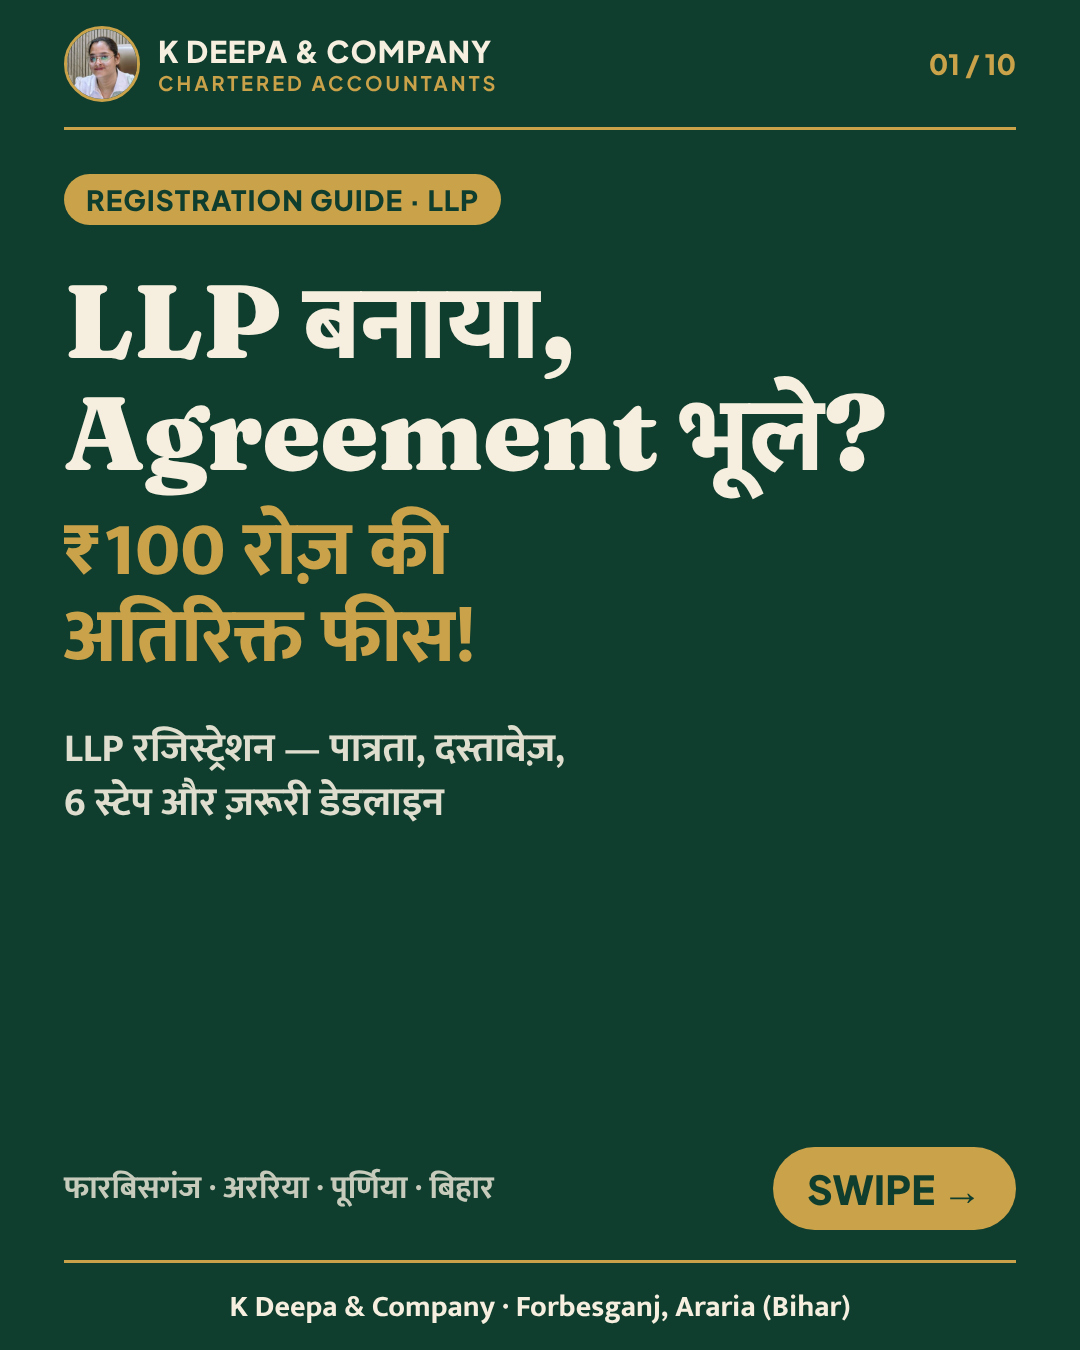 K DEEPA & COMPANY
CHARTERED ACCOUNTANTS
01 / 10
REGISTRATION GUIDE · LLP
LLP बनाया,
Agreement भूले?
₹100 रोज़ की
अतिरिक्त फीस!
LLP रजिस्ट्रेशन — पात्रता, दस्तावेज़,
6 स्टेप और ज़रूरी डेडलाइन
फारबिसगंज · अररिया · पूर्णिया · बिहार
SWIPE →
K Deepa & Company · Forbesganj, Araria (Bihar)